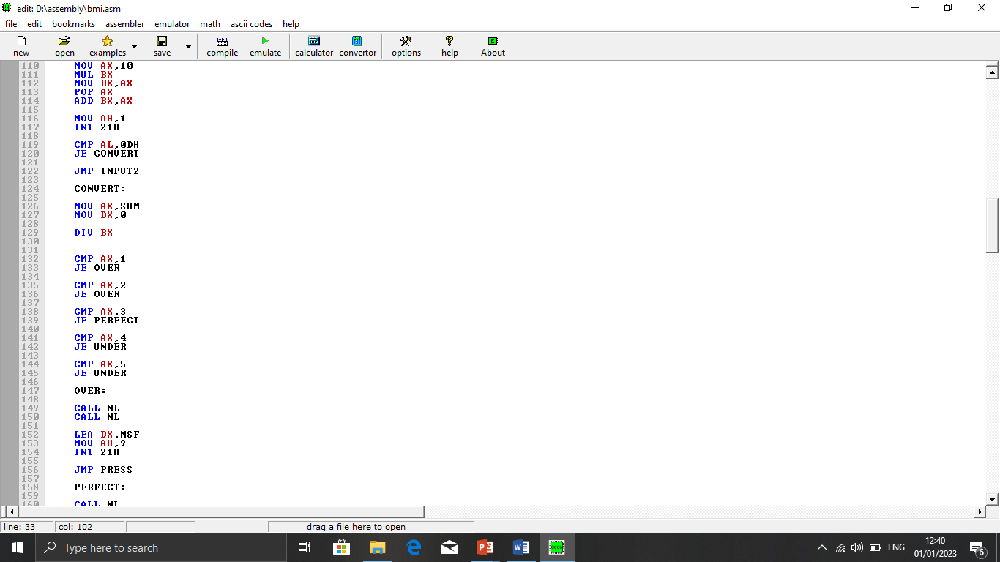 edit: D:\assembly\bmi.asm
file edit bookmarks assembler emulator math ascii codes help
new open examples save compile emulate calculator convertor options help About
110 MOV AX,10
111 MUL BX
112 MOV BX,AX
113 POP AX
114 ADD BX,AX
115
116 MOV AH,1
117 INT 21H
118
119 CMP AL,0DH
120 JE CONVERT
121
122 JMP INPUT2
123
124 CONVERT:
125
126 MOV AX,SUM
127 MOV DX,0
128
129 DIV BX
130
131
132 CMP AX,1
133 JE OVER
134
135 CMP AX,2
136 JE OVER
137
138 CMP AX,3
139 JE PERFECT
140
141 CMP AX,4
142 JE UNDER
143
144 CMP AX,5
145 JE UNDER
146
147 OVER:
148
149 CALL NL
150 CALL NL
151
152 LEA DX,MSF
153 MOV AH,9
154 INT 21H
155
156 JMP PRESS
157
158 PERFECT:
159
160 CALL NL
line: 33 col: 102 drag a file here to open
Type here to search
ENG
12:40
01/01/2023
6